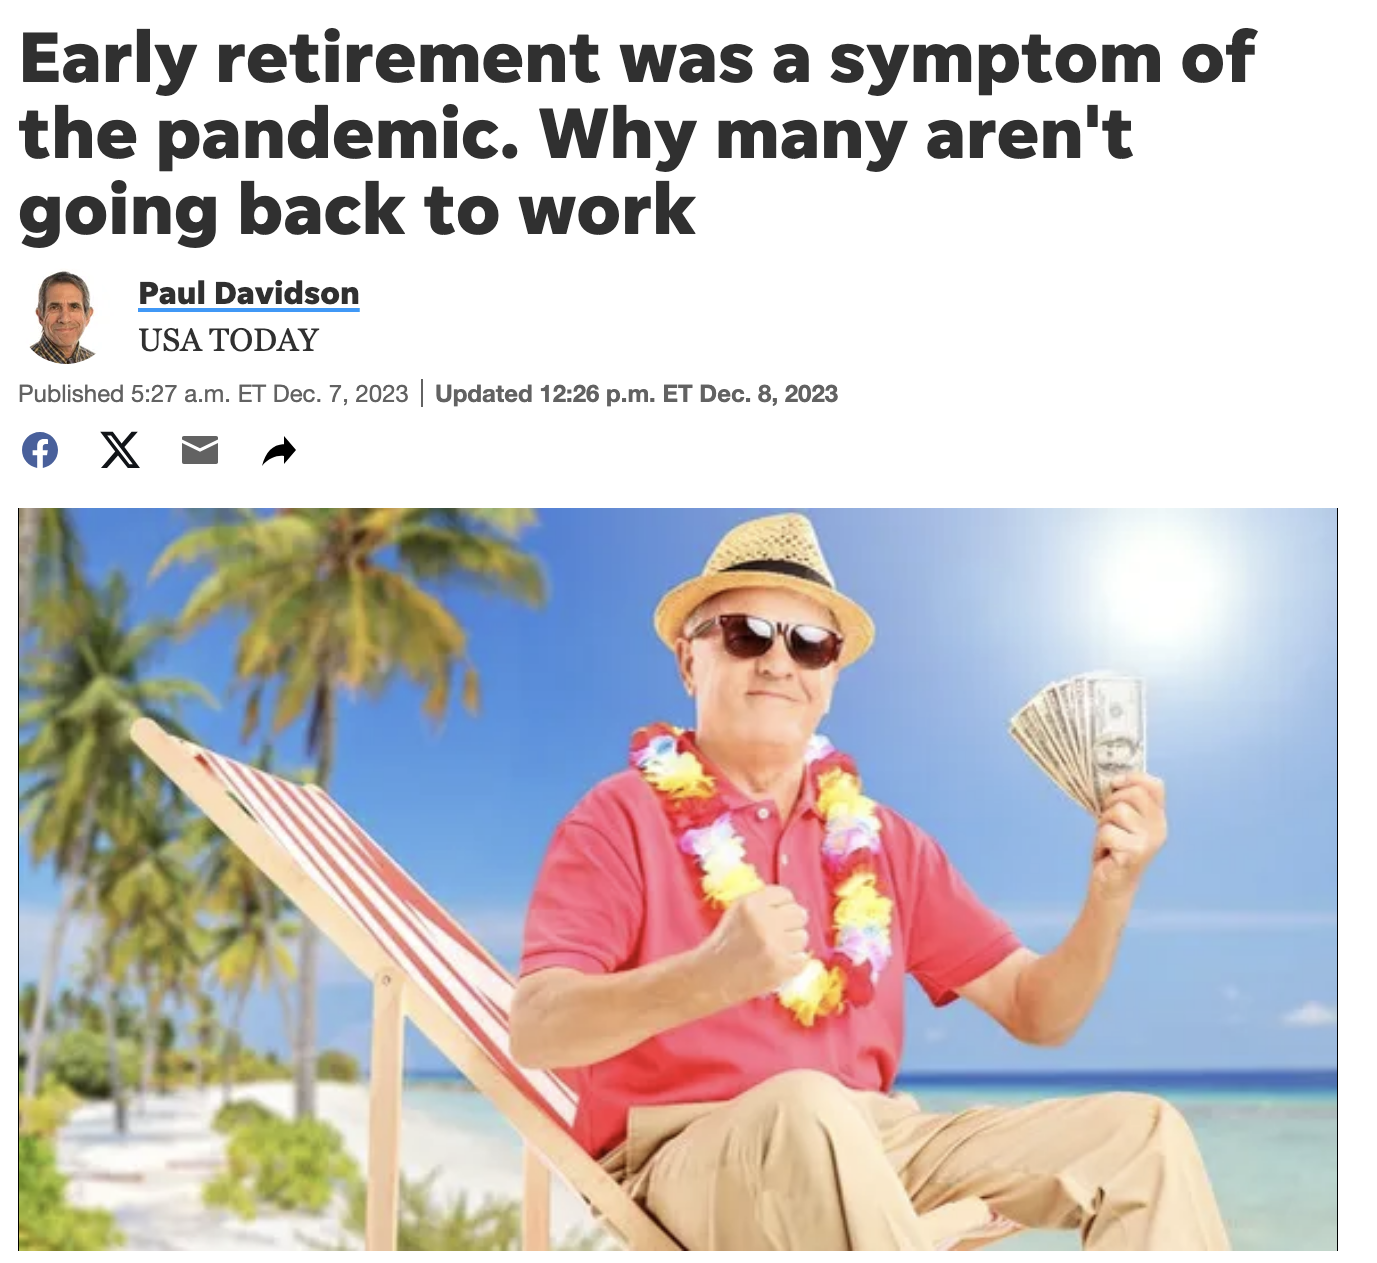 Early retirement was a symptom of
the pandemic. Why many aren't
going back to work
Paul Davidson
USA TODAY
Published 5:27 a.m. ET Dec. 7, 2023 | Updated 12:26 p.m. ET Dec. 8, 2023